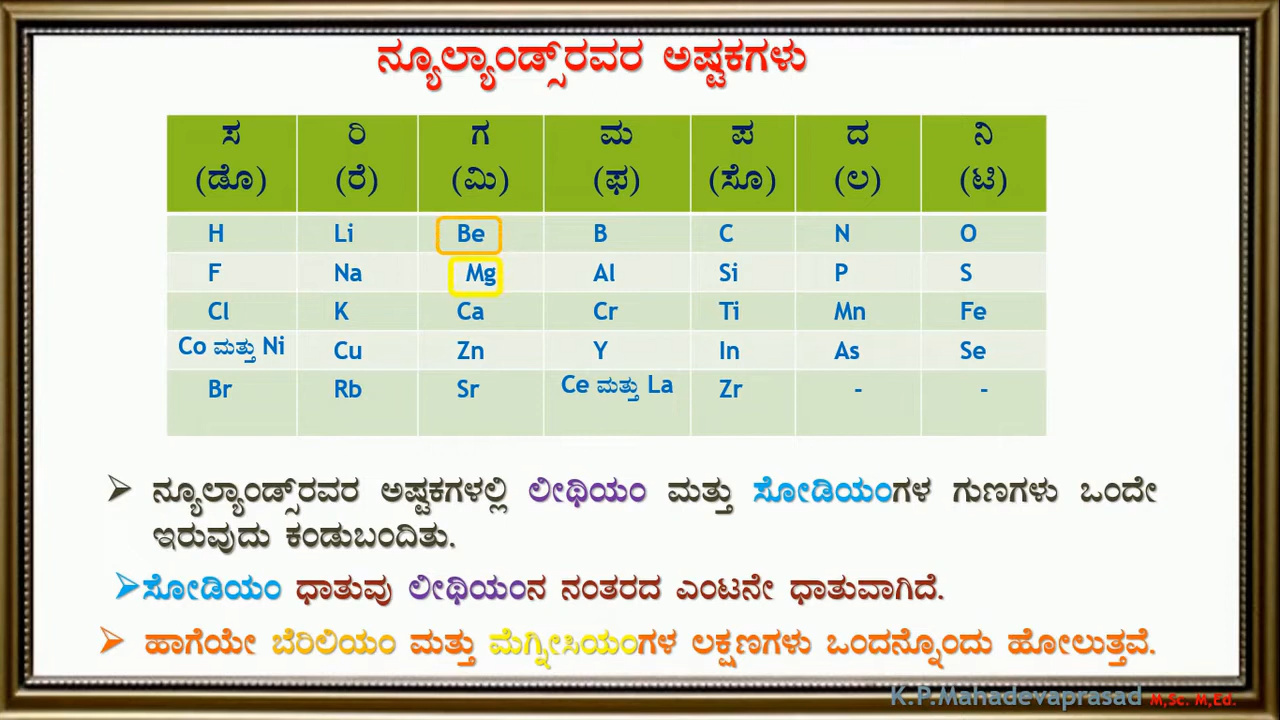 ನ್ಯೂಲ್ಯಾಂಡ್ಸ್‌ರವರ ಅಷ್ಟಕಗಳು
ಸ ರಿ ಗ ಮ ಪ ದ ನಿ
(ಡೊ) (ರೆ) (ಮಿ) (ಫ) (ಸೊ) (ಲ) (ಟಿ)
H Li Be B C N O
F Na Mg Al Si P S
Cl K Ca Cr Ti Mn Fe
Co ಮತ್ತು Ni Cu Zn Y In As Se
Br Rb Sr Ce ಮತ್ತು La Zr - -
➢ ನ್ಯೂಲ್ಯಾಂಡ್ಸ್‌ರವರ ಅಷ್ಟಕಗಳಲ್ಲಿ ಲೀಥಿಯಂ ಮತ್ತು ಸೋಡಿಯಂಗಳ ಗುಣಗಳು ಒಂದೇ
ಇರುವುದು ಕಂಡುಬಂದಿತು.
➢ ಸೋಡಿಯಂ ಧಾತುವು ಲೀಥಿಯಂನ ನಂತರದ ಎಂಟನೇ ಧಾತುವಾಗಿದೆ.
➢ ಹಾಗೆಯೇ ಬೆರಿಲಿಯಂ ಮತ್ತು ಮೆಗ್ನೀಸಿಯಂಗಳ ಲಕ್ಷಣಗಳು ಒಂದನ್ನೊಂದು ಹೋಲುತ್ತವೆ.
K.P.Mahadevaprasad M,Sc. M,Ed.